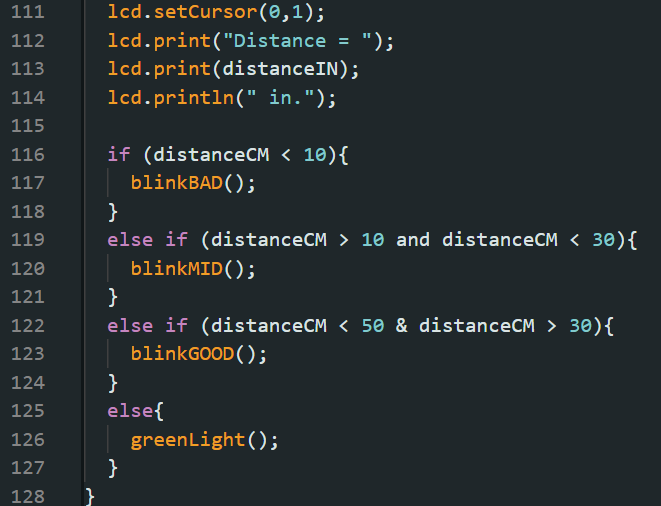 111 lcd.setCursor(0,1);
112 lcd.print("Distance = ");
113 lcd.print(distanceIN);
114 lcd.println(" in.");
115
116 if (distanceCM < 10){
117 blinkBAD();
118 }
119 else if (distanceCM > 10 and distanceCM < 30){
120 blinkMID();
121 }
122 else if (distanceCM < 50 & distanceCM > 30){
123 blinkGOOD();
124 }
125 else{
126 greenLight();
127 }
128 }